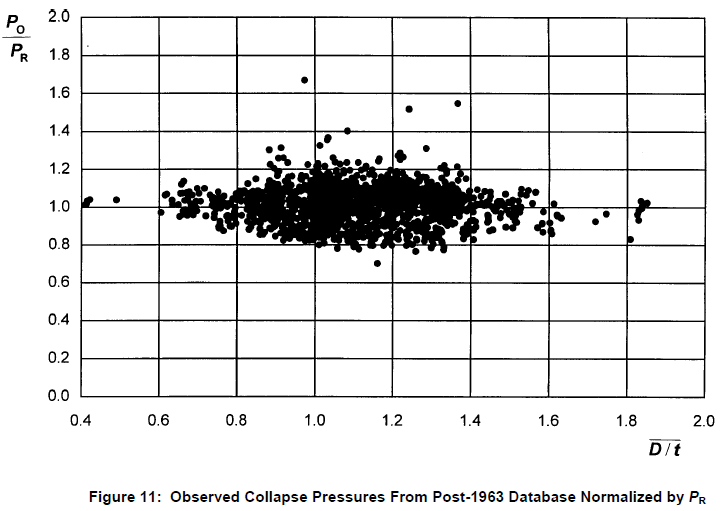 P_O
P_R
2.0
1.8
1.6
1.4
1.2
1.0
0.8
0.6
0.4
0.2
0.0
0.4 0.6 0.8 1.0 1.2 1.4 1.6 1.8 2.0
D / t
Figure 11: Observed Collapse Pressures From Post-1963 Database Normalized by P_R